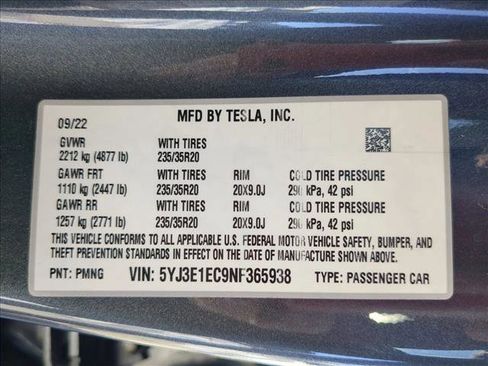 MFD BY TESLA, INC.
09/22
GVWR WITH TIRES
2212 kg (4877 lb) 235/35R20
GAWR FRT WITH TIRES RIM COLD TIRE PRESSURE
1110 kg (2447 lb) 235/35R20 20X9.0J 290 kPa, 42 psi
GAWR RR WITH TIRES RIM COLD TIRE PRESSURE
1257 kg (2771 lb) 235/35R20 20X9.0J 290 kPa, 42 psi
THIS VEHICLE CONFORMS TO ALL APPLICABLE U.S. FEDERAL MOTOR VEHICLE SAFETY, BUMPER, AND
THEFT PREVENTION STANDARDS IN EFFECT ON THE DATE OF MANUFACTURE SHOWN ABOVE.
PNT: PMNG VIN: 5YJ3E1EC9NF365938 TYPE: PASSENGER CAR